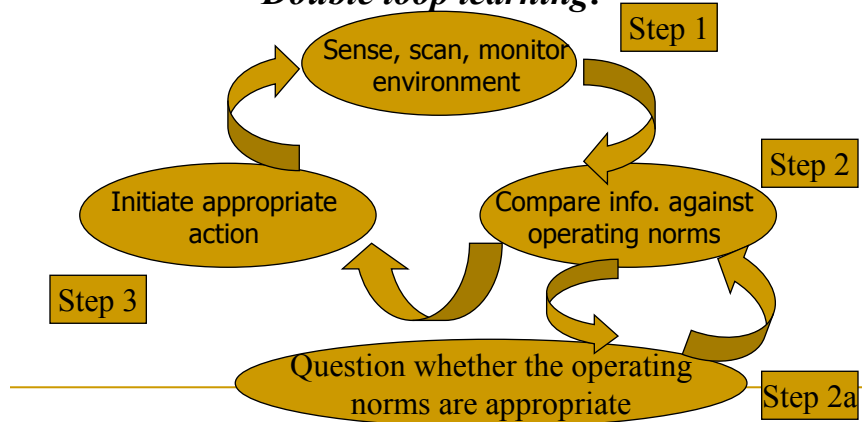 Double loop learning:
Step 1
Sense, scan, monitor
environment
Step 2
Initiate appropriate
action
Compare info. against
operating norms
Step 3
Question whether the operating
norms are appropriate
Step 2a